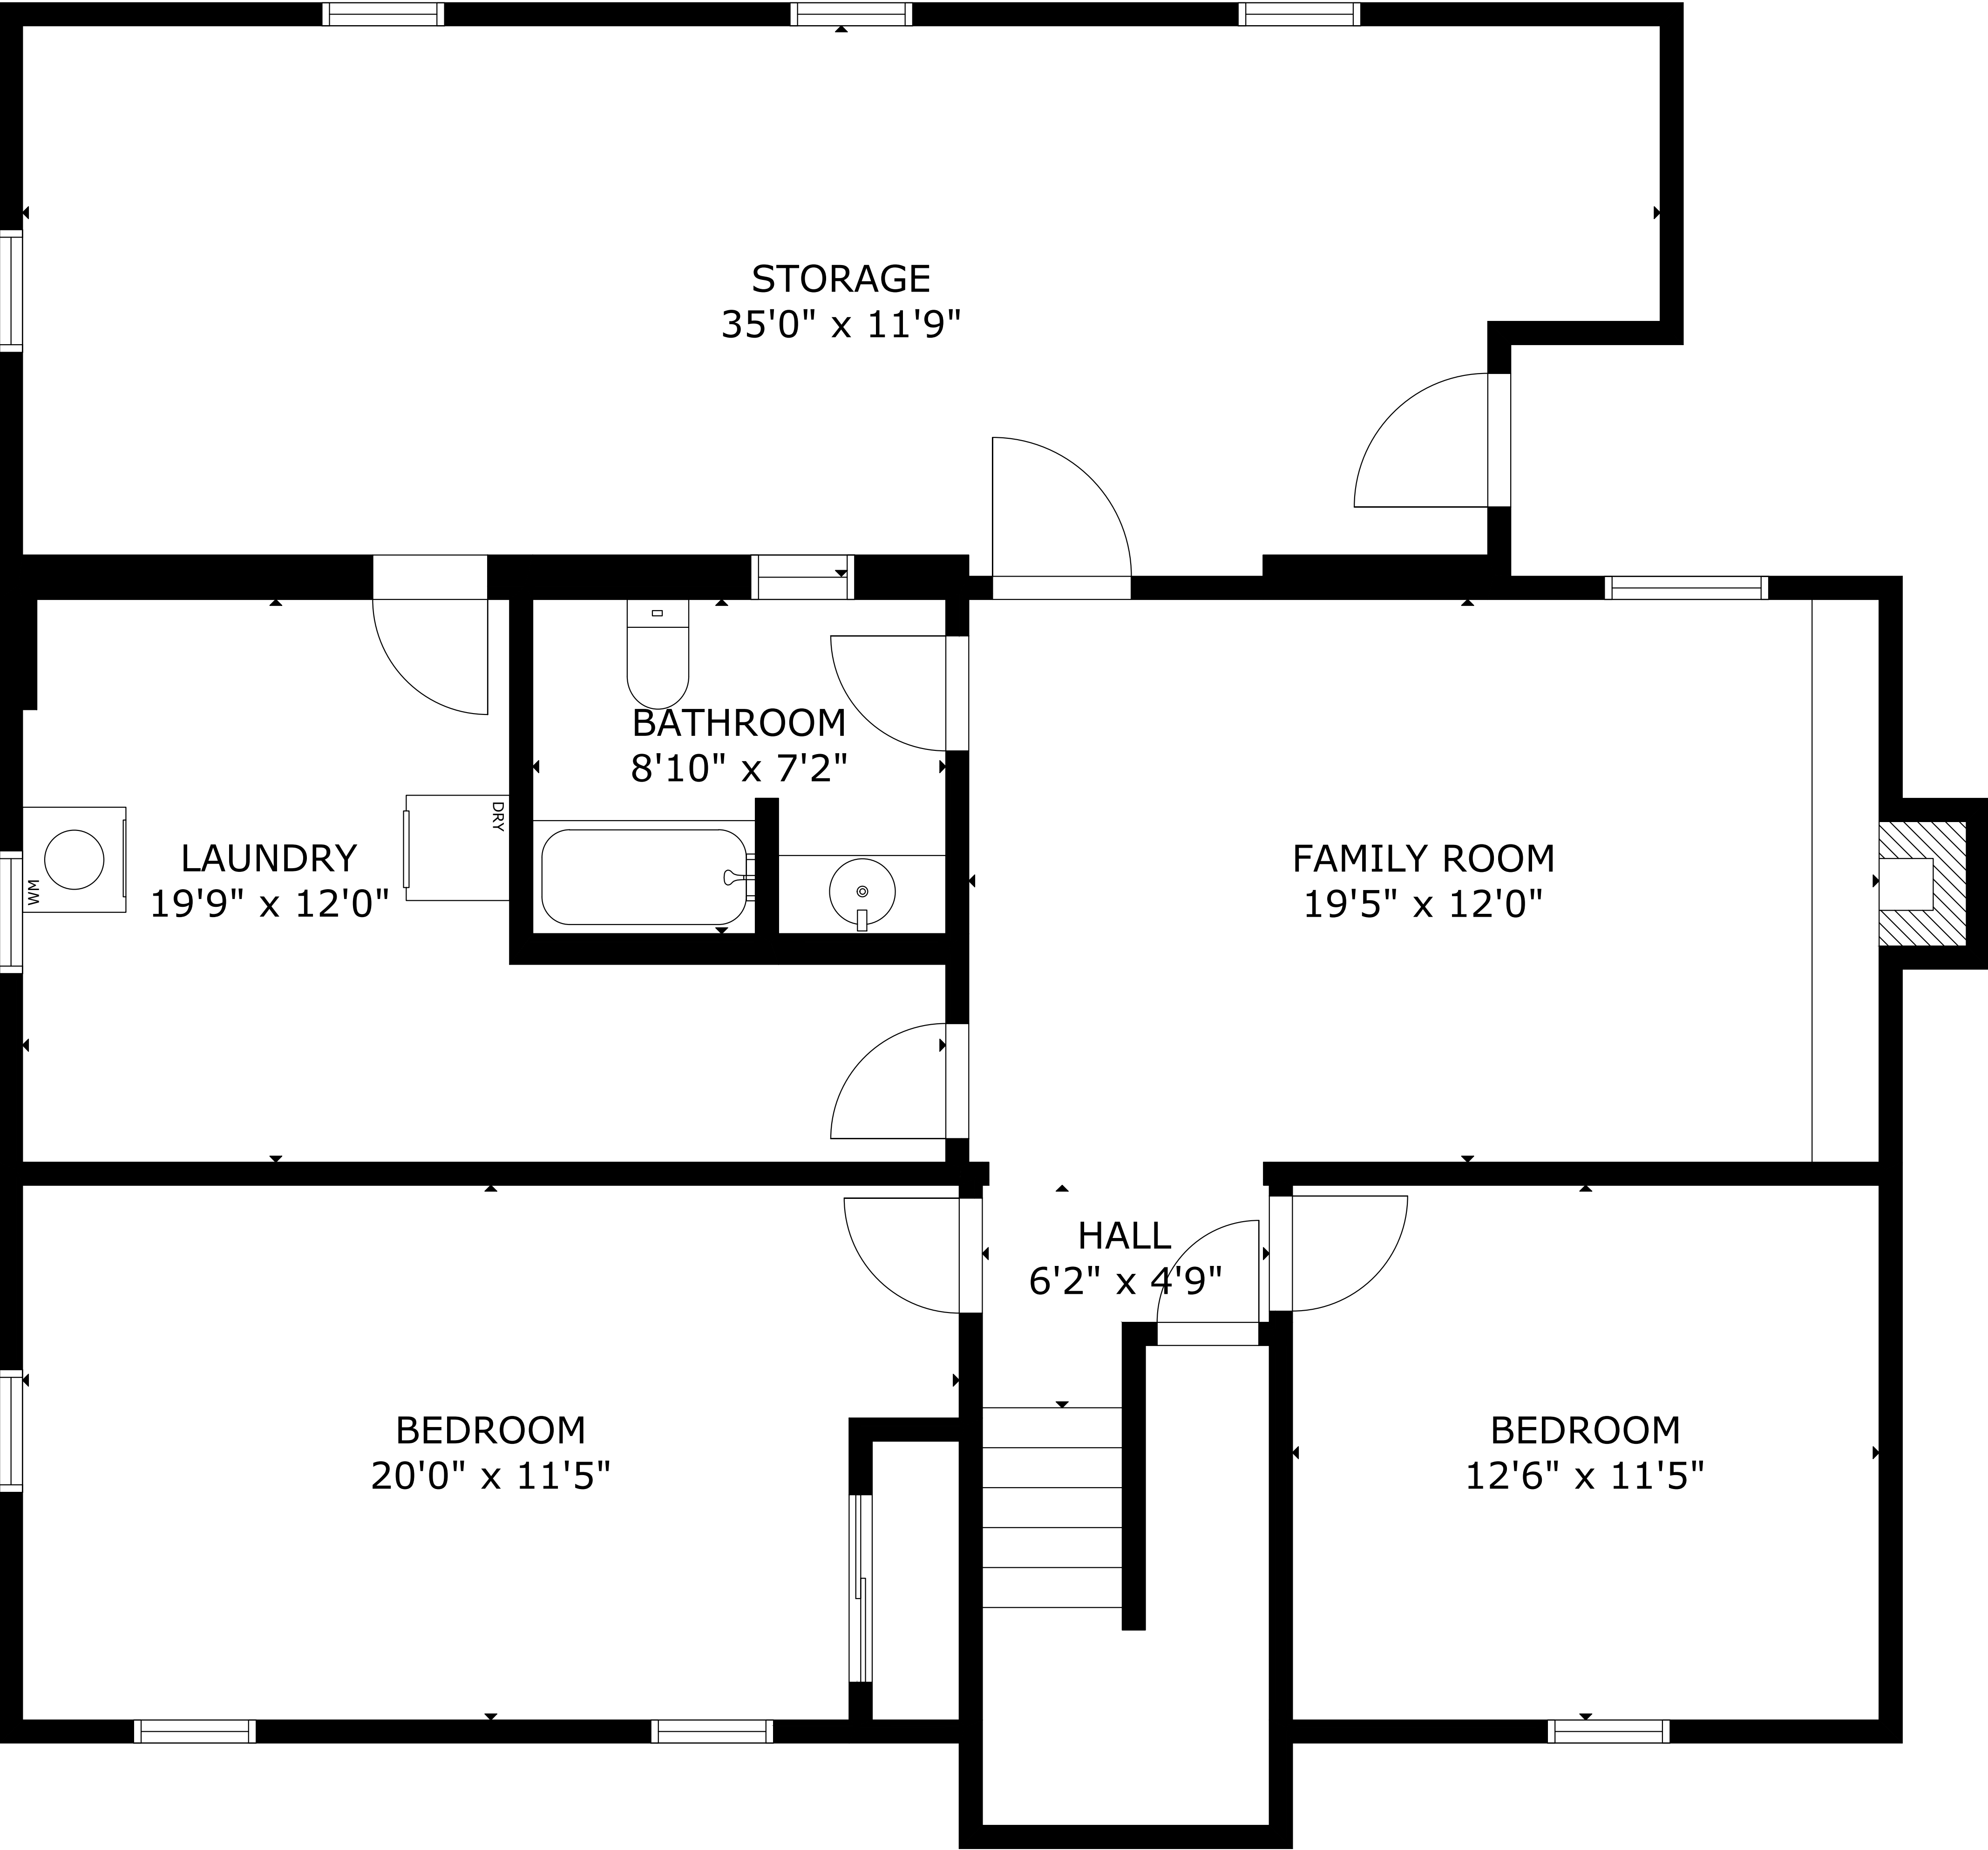 STORAGE
35'0" x 11'9"
BATHROOM
8'10" x 7'2"
DRY
LAUNDRY
19'9" x 12'0"
WM
FAMILY ROOM
19'5" x 12'0"
HALL
6'2" x 4'9"
BEDROOM
20'0" x 11'5"
BEDROOM
12'6" x 11'5"